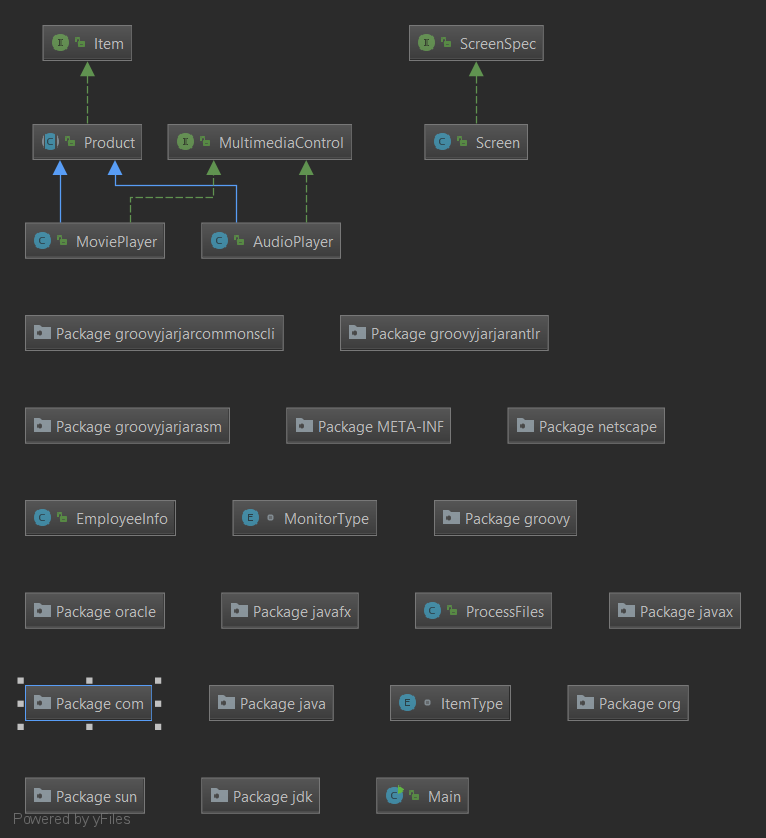 Item
ScreenSpec
Product
MultimediaControl
Screen
MoviePlayer
AudioPlayer
Package groovyjarjarcommonscli
Package groovyjarjarantlr
Package groovyjarjarasm
Package META-INF
Package netscape
EmployeeInfo
MonitorType
Package groovy
Package oracle
Package javafx
ProcessFiles
Package javax
Package com
Package java
ItemType
Package org
Package sun
Package jdk
Main
Powered by yFiles